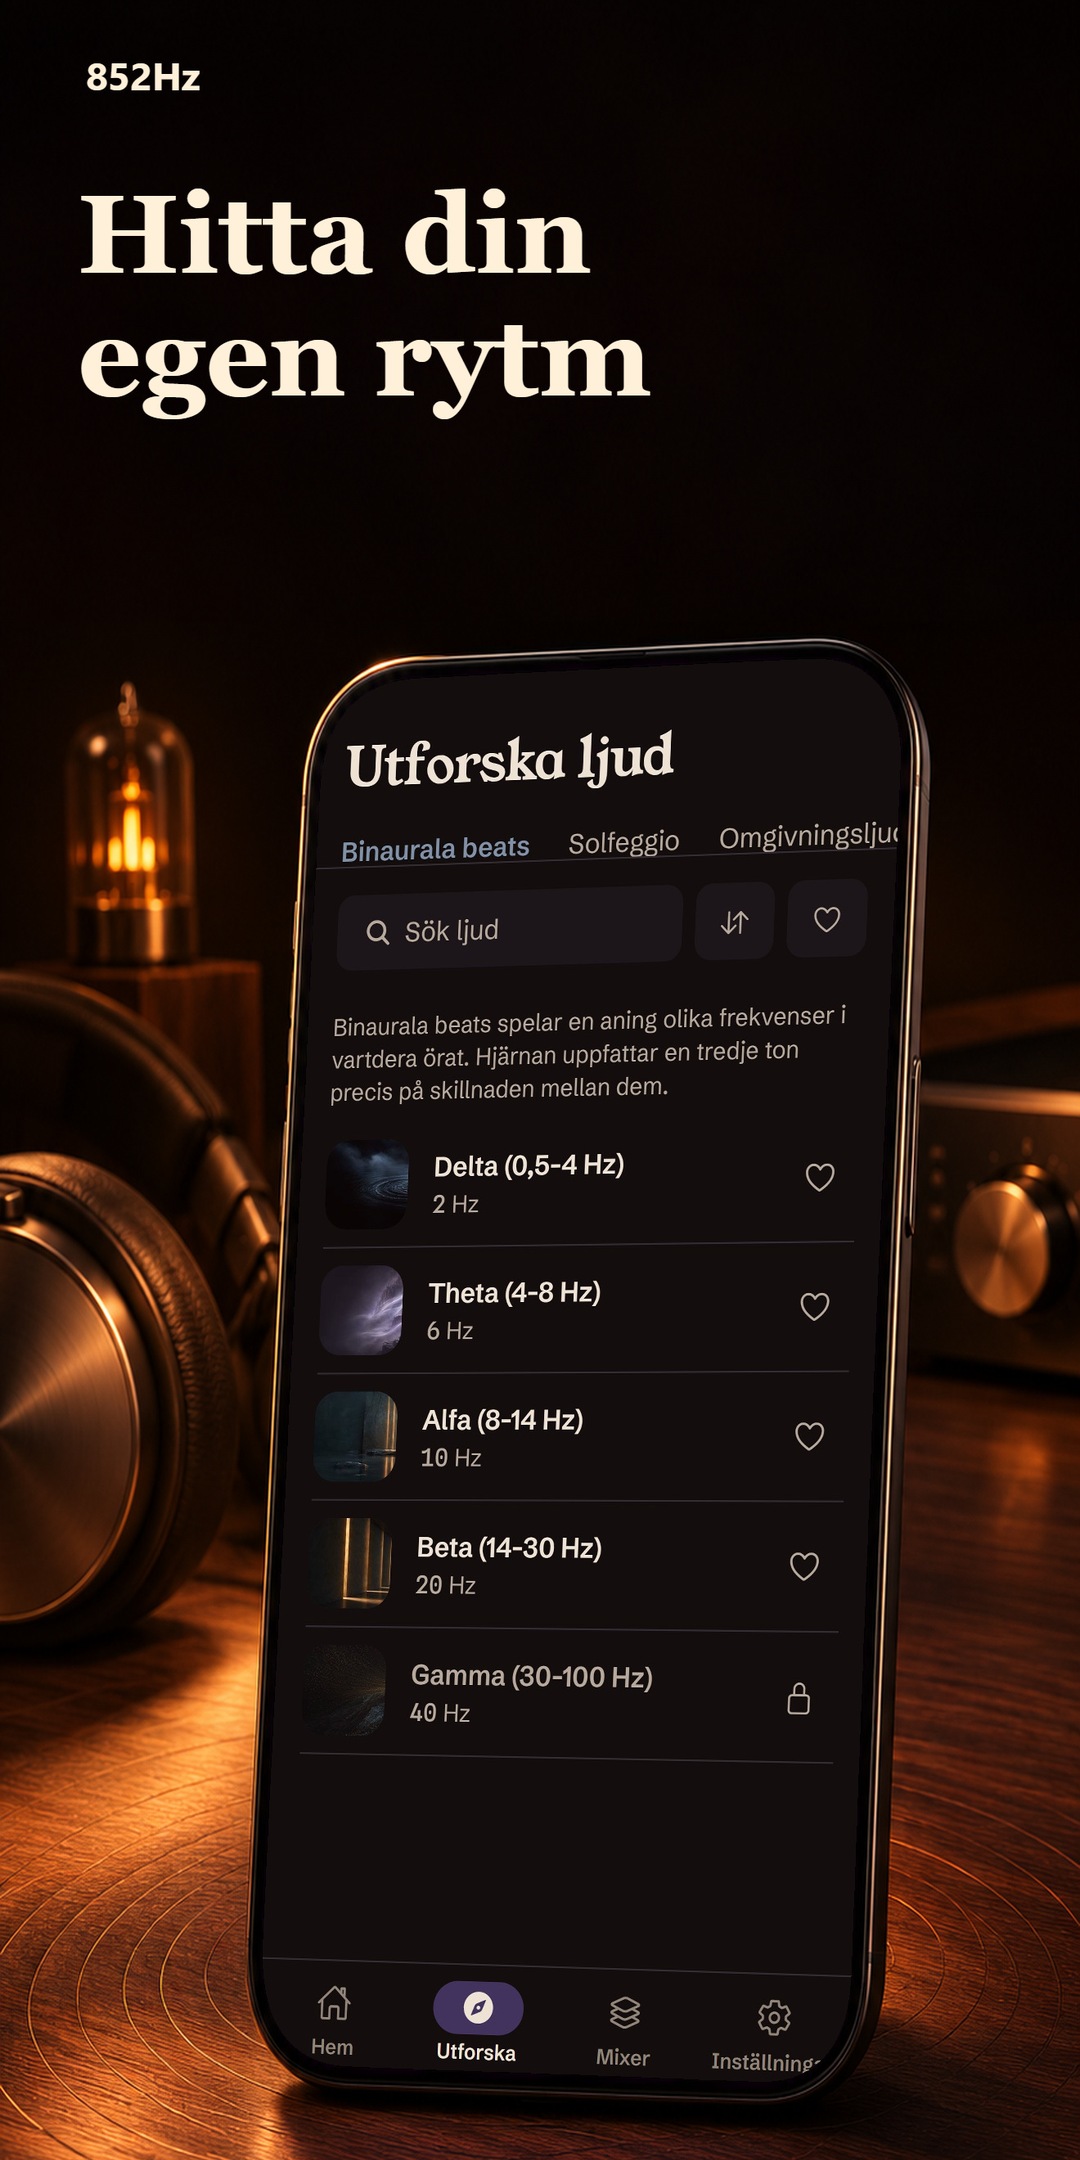 852Hz
Hitta din
egen rytm
Utforska ljud
Binaurala beats Solfeggio Omgivningsljud
Sök ljud
Binaurala beats spelar en aning olika frekvenser i
vartdera örat. Hjärnan uppfattar en tredje ton
precis på skillnaden mellan dem.
Delta (0,5-4 Hz)
2 Hz
Theta (4-8 Hz)
6 Hz
Alfa (8-14 Hz)
10 Hz
Beta (14-30 Hz)
20 Hz
Gamma (30-100 Hz)
40 Hz
Hem Utforska Mixer Inställning